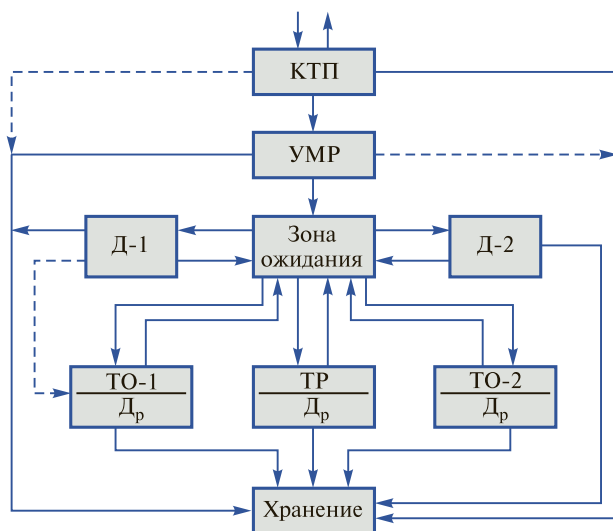 КТП
УМР
Д-1
Зона
ожидания
Д-2
ТО-1
Др
ТР
Др
ТО-2
Др
Хранение